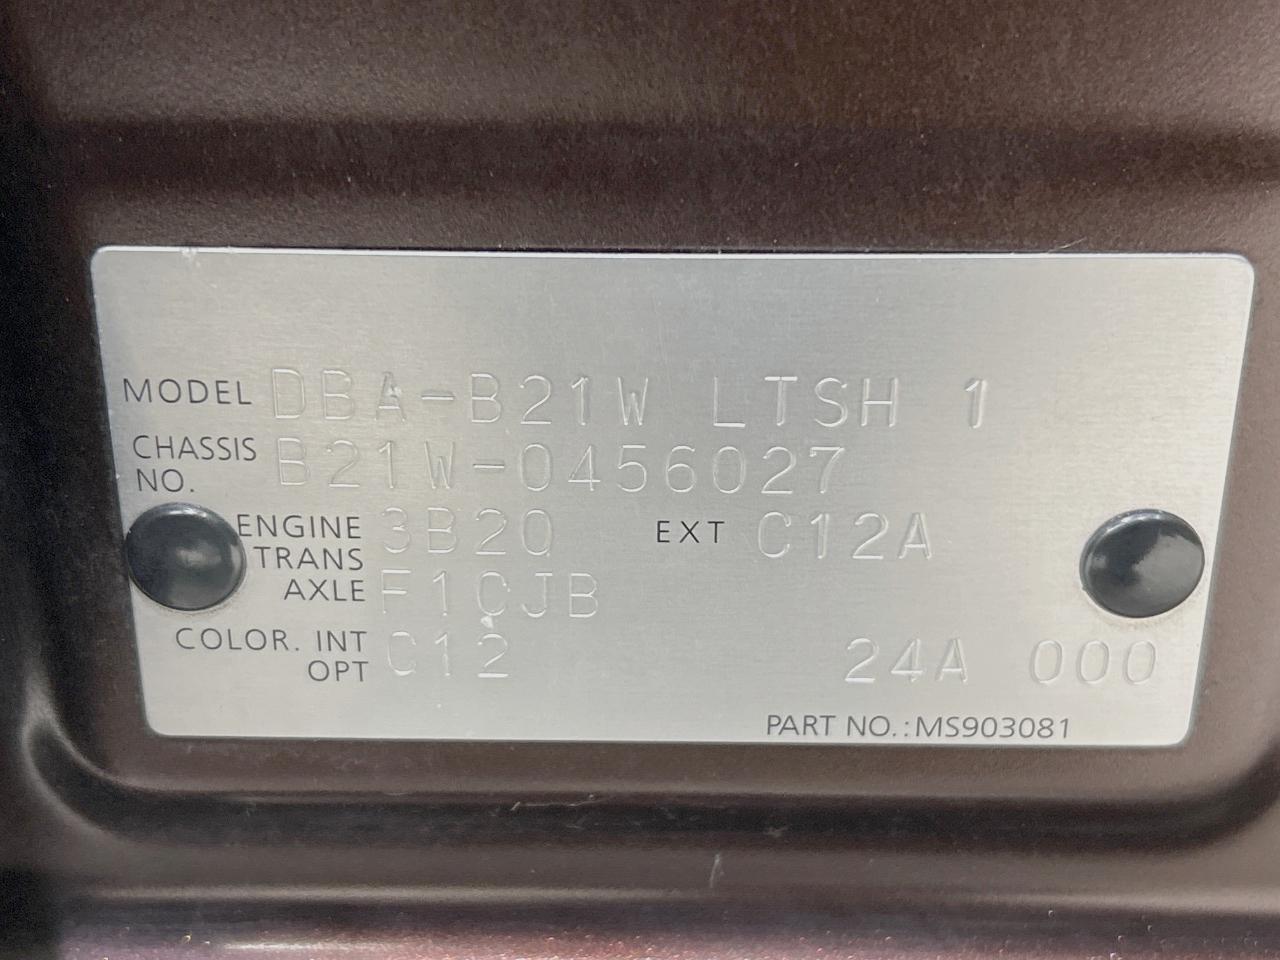 MODEL DBA-B21W LTSH 1
CHASSIS NO. B21W-0456027
ENGINE 3B20 EXT C12A
TRANS AXLE F1CJB
COLOR. INT OPT C12 24A 000
PART NO.:MS903081